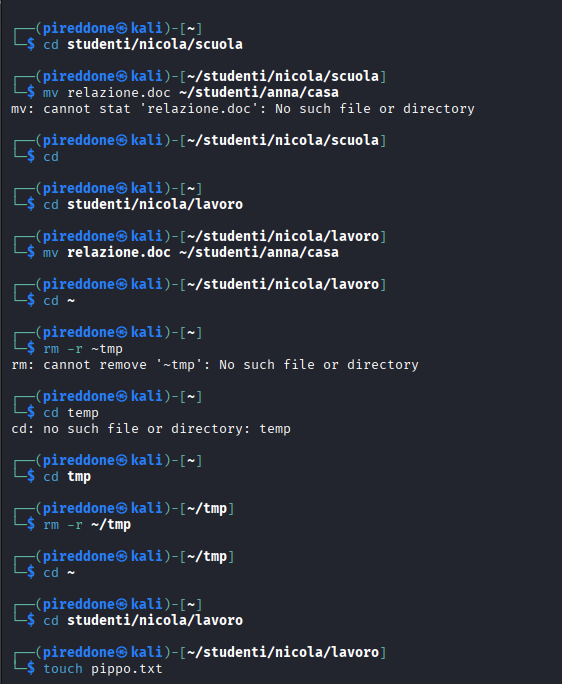 ┌──(pireddone㉿kali)-[~]
└─$ cd studenti/nicola/scuola
┌──(pireddone㉿kali)-[~/studenti/nicola/scuola]
└─$ mv relazione.doc ~/studenti/anna/casa
mv: cannot stat 'relazione.doc': No such file or directory
┌──(pireddone㉿kali)-[~/studenti/nicola/scuola]
└─$ cd
┌──(pireddone㉿kali)-[~]
└─$ cd studenti/nicola/lavoro
┌──(pireddone㉿kali)-[~/studenti/nicola/lavoro]
└─$ mv relazione.doc ~/studenti/anna/casa
┌──(pireddone㉿kali)-[~/studenti/nicola/lavoro]
└─$ cd ~
┌──(pireddone㉿kali)-[~]
└─$ rm -r ~tmp
rm: cannot remove '~tmp': No such file or directory
┌──(pireddone㉿kali)-[~]
└─$ cd temp
cd: no such file or directory: temp
┌──(pireddone㉿kali)-[~]
└─$ cd tmp
┌──(pireddone㉿kali)-[~/tmp]
└─$ rm -r ~/tmp
┌──(pireddone㉿kali)-[~/tmp]
└─$ cd ~
┌──(pireddone㉿kali)-[~]
└─$ cd studenti/nicola/lavoro
┌──(pireddone㉿kali)-[~/studenti/nicola/lavoro]
└─$ touch pippo.txt